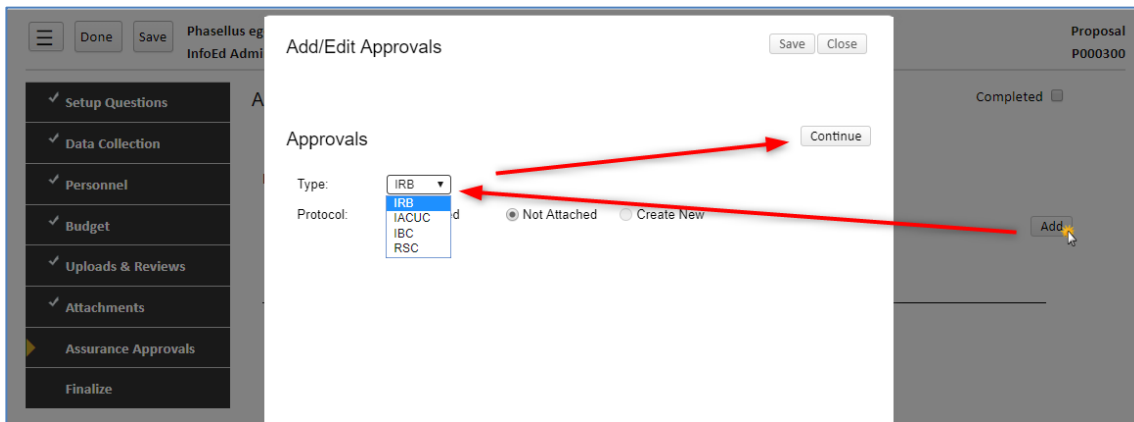 Done Save Phasellus eg
InfoEd Admi
Proposal
P000300
Add/Edit Approvals Save Close
Setup Questions
Data Collection
Personnel
Budget
Uploads & Reviews
Attachments
Assurance Approvals
Finalize
A
Completed
Approvals Continue
Type: IRB
IRB
IACUC
IBC
RSC
Protocol: ed Not Attached Create New
Add